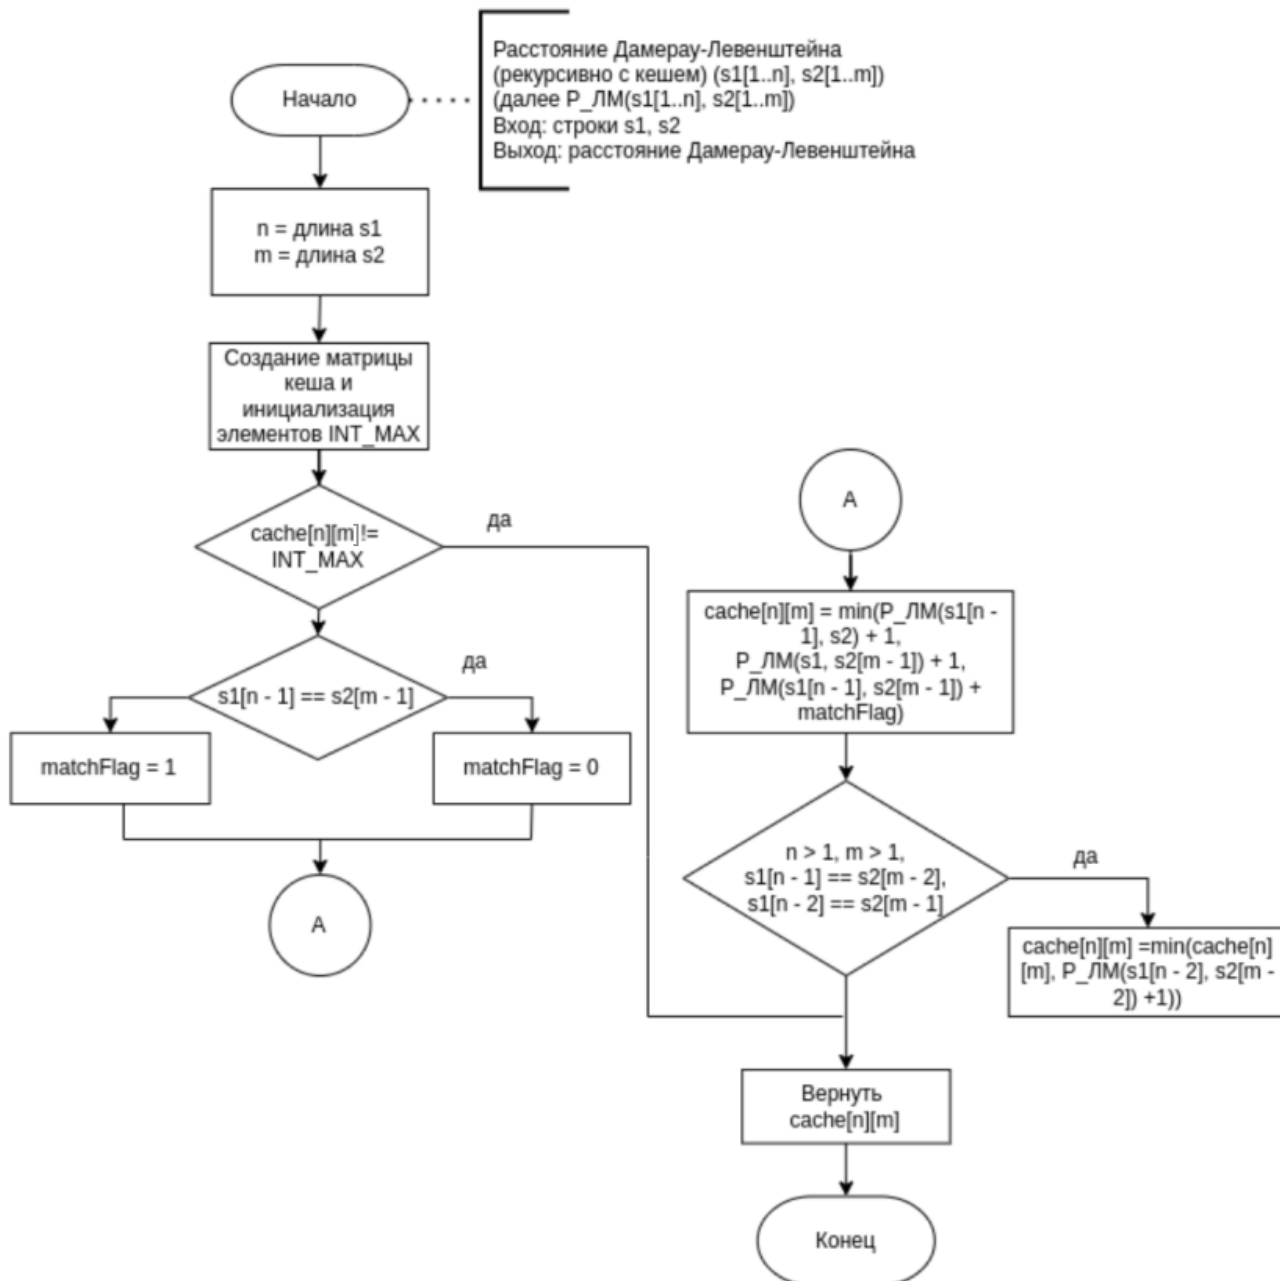 Начало
Расстояние Дамерау-Левенштейна
(рекурсивно с кешем) (s1[1..n], s2[1..m])
(далее Р_ЛМ(s1[1..n], s2[1..m])
Вход: строки s1, s2
Выход: расстояние Дамерау-Левенштейна
n = длина s1
m = длина s2
Создание матрицы
кеша и
инициализация
элементов INT_MAX
cache[n][m]!=
INT_MAX
да
s1[n - 1] == s2[m - 1]
да
matchFlag = 1
matchFlag = 0
A
A
cache[n][m] = min(Р_ЛМ(s1[n -
1], s2) + 1,
Р_ЛМ(s1, s2[m - 1]) + 1,
Р_ЛМ(s1[n - 1], s2[m - 1]) +
matchFlag)
n > 1, m > 1,
s1[n - 1] == s2[m - 2],
s1[n - 2] == s2[m - 1]
да
cache[n][m] =min(cache[n]
[m], Р_ЛМ(s1[n - 2], s2[m -
2]) +1))
Вернуть
cache[n][m]
Конец